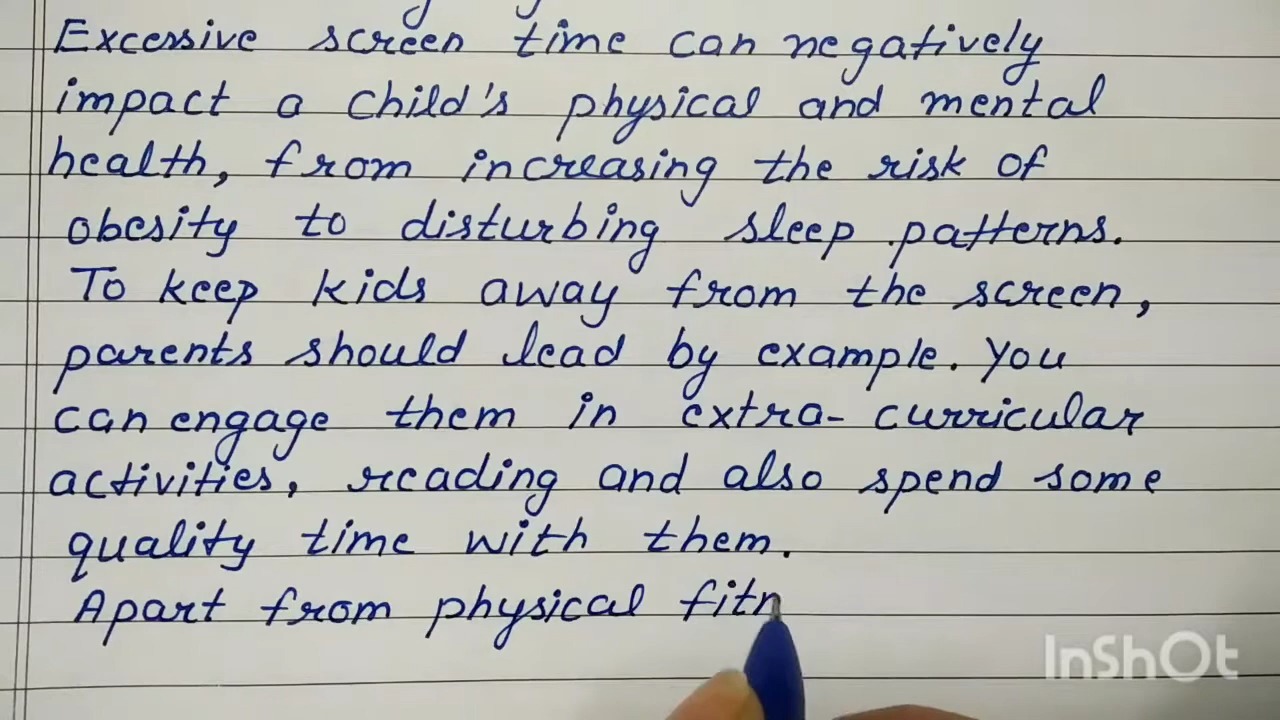 Excessive screen time can negatively
impact a child's physical and mental
health, from increasing the risk of
obesity to disturbing sleep patterns.
To keep kids away from the screen,
parents should lead by example. You
can engage them in extra-curricular
activities, reading and also spend some
quality time with them.
Apart from physical fitn
InShOt